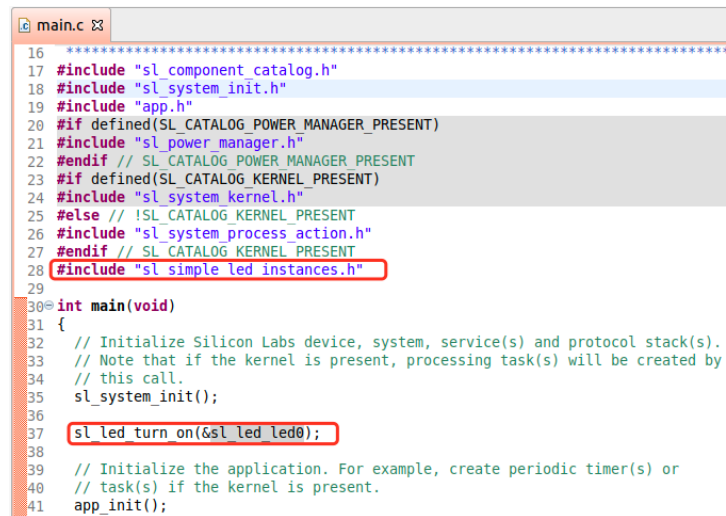 main.c
16 ******************************************************************************
17 #include "sl_component_catalog.h"
18 #include "sl_system_init.h"
19 #include "app.h"
20 #if defined(SL_CATALOG_POWER_MANAGER_PRESENT)
21 #include "sl_power_manager.h"
22 #endif // SL_CATALOG_POWER_MANAGER_PRESENT
23 #if defined(SL_CATALOG_KERNEL_PRESENT)
24 #include "sl_system_kernel.h"
25 #else // !SL_CATALOG_KERNEL_PRESENT
26 #include "sl_system_process_action.h"
27 #endif // SL_CATALOG_KERNEL_PRESENT
28 #include "sl_simple_led_instances.h"
29
30 int main(void)
31 {
32 // Initialize Silicon Labs device, system, service(s) and protocol stack(s).
33 // Note that if the kernel is present, processing task(s) will be created by
34 // this call.
35 sl_system_init();
36
37 sl_led_turn_on(&sl_led_led0);
38
39 // Initialize the application. For example, create periodic timer(s) or
40 // task(s) if the kernel is present.
41 app_init();